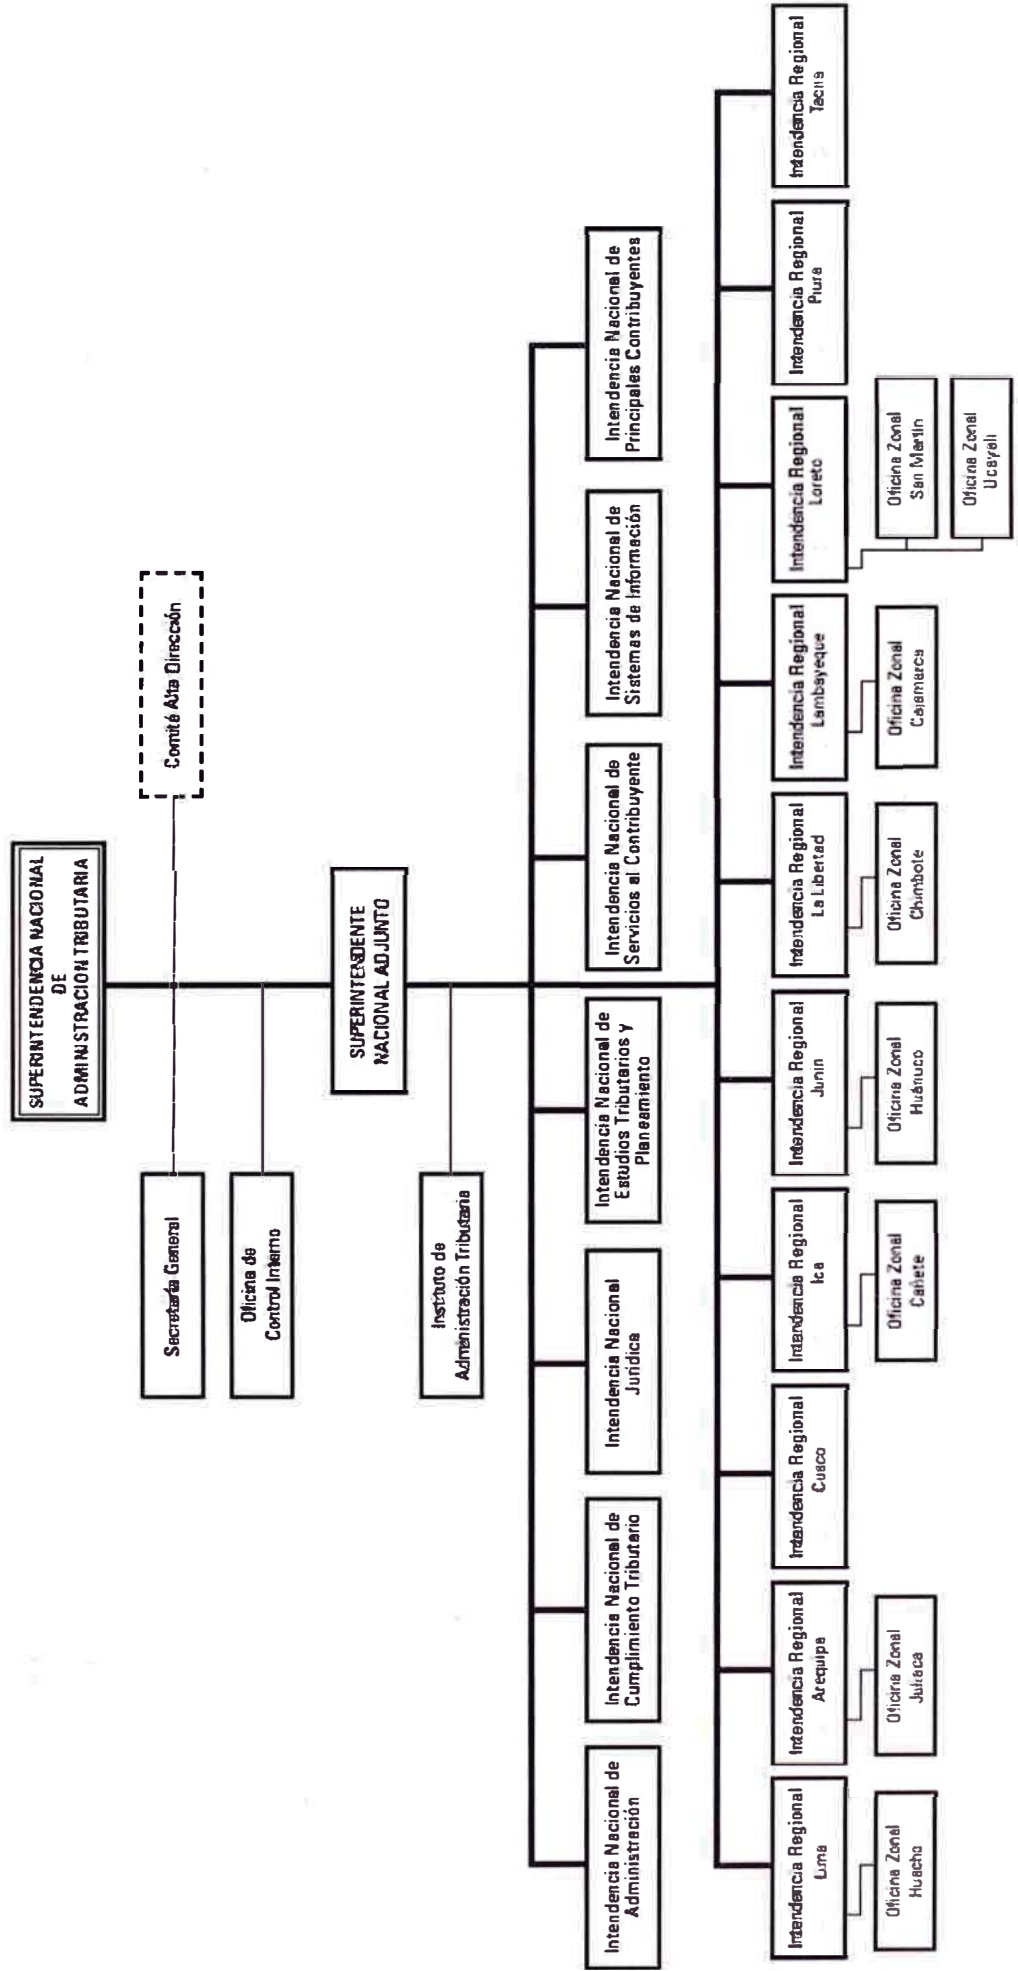 SUPERINTENDENCIA NACIONAL
DE
ADMINISTRACION TRIBUTARIA
Comité Alta Dirección
Secretaría General
Oficina de
Control Interno
SUPERINTENDENTE
NACIONAL ADJUNTO
Instituto de
Administración Tributaria
Intendencia Nacional de
Administración
Intendencia Nacional de
Cumplimiento Tributario
Intendencia Nacional
Jurídica
Intendencia Nacional de
Estudios Tributarios y
Planeamiento
Intendencia Nacional de
Servicios al Contribuyente
Intendencia Nacional de
Sistemas de Información
Intendencia Nacional de
Principales Contribuyentes
Intendencia Regional
Lima
Intendencia Regional
Arequipa
Intendencia Regional
Cusco
Intendencia Regional
Ica
Intendencia Regional
Junín
Intendencia Regional
La Libertad
Intendencia Regional
Lambayeque
Intendencia Regional
Loreto
Intendencia Regional
Piura
Intendencia Regional
Tacna
Oficina Zonal
Huacho
Oficina Zonal
Juliaca
Oficina Zonal
Cañete
Oficina Zonal
Huánuco
Oficina Zonal
Chimbote
Oficina Zonal
Cajamarca
Oficina Zonal
San Martín
Oficina Zonal
Ucayali